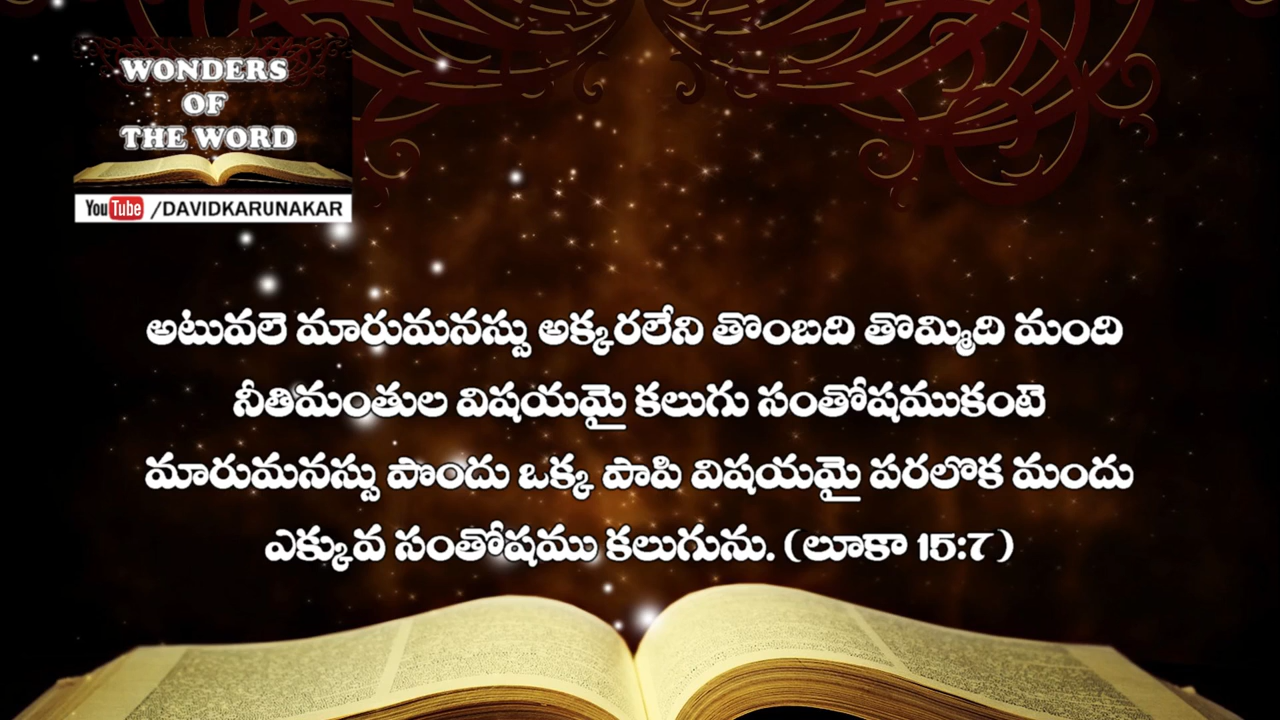 WONDERS
OF
THE WORD
YouTube /DAVIDKARUNAKAR
అటువలె మారుమనస్సు అక్కరలేని తొంబది తొమ్మిది మంది
నీతిమంతుల విషయమై కలుగు సంతోషముకంటె
మారుమనస్సు పొందు ఒక్క పాపి విషయమై పరలొక మందు
ఎక్కువ సంతోషము కలుగును. (లూకా 15:7)